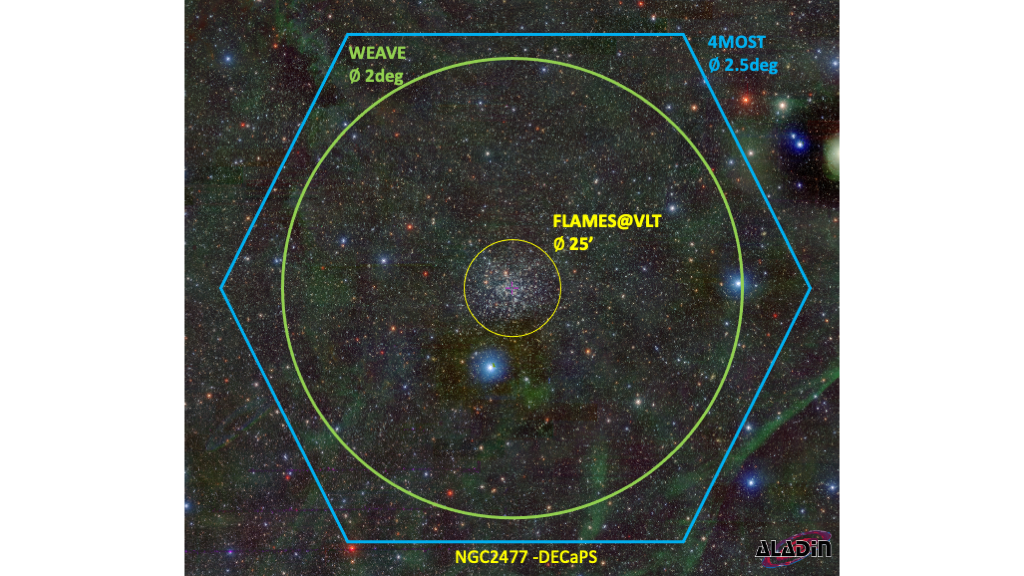 WEAVE
Ø 2deg
4MOST
Ø 2.5deg
FLAMES@VLT
Ø 25’
NGC2477 -DECaPS
ALADiN